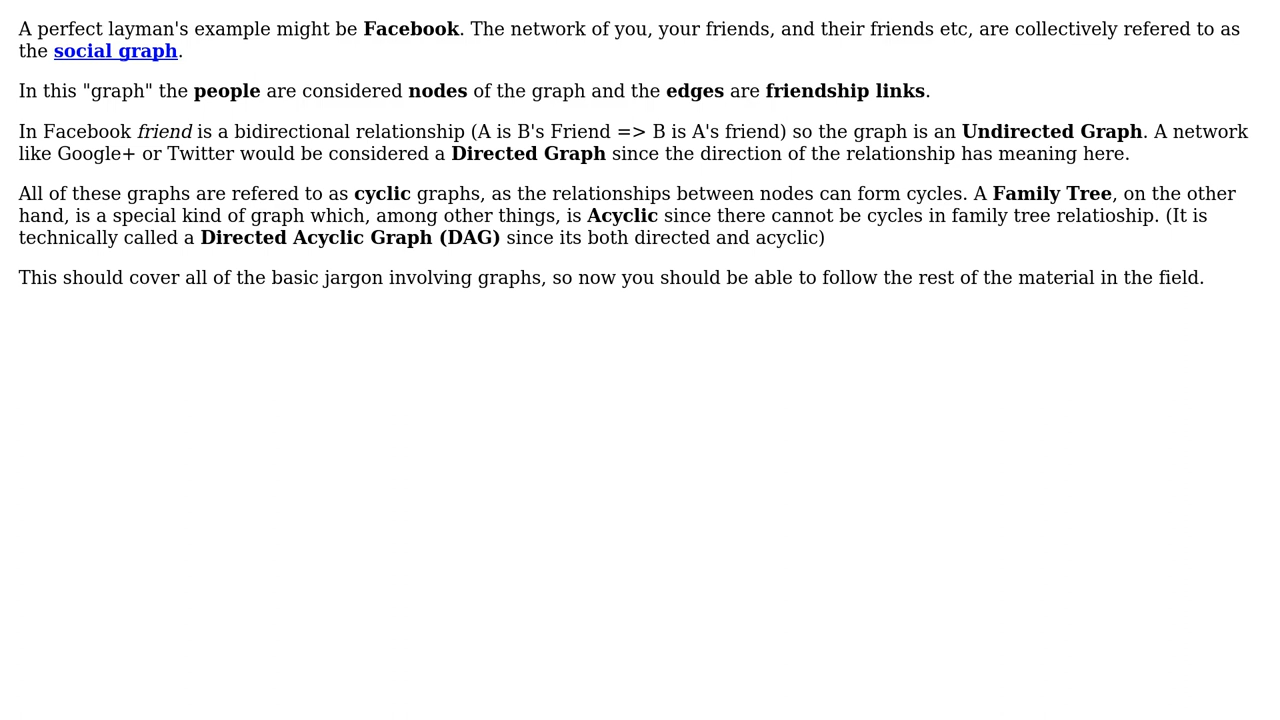 A perfect layman's example might be Facebook. The network of you, your friends, and their friends etc, are collectively refered to as
the social graph.
In this "graph" the people are considered nodes of the graph and the edges are friendship links.
In Facebook friend is a bidirectional relationship (A is B's Friend => B is A's friend) so the graph is an Undirected Graph. A network
like Google+ or Twitter would be considered a Directed Graph since the direction of the relationship has meaning here.
All of these graphs are refered to as cyclic graphs, as the relationships between nodes can form cycles. A Family Tree, on the other
hand, is a special kind of graph which, among other things, is Acyclic since there cannot be cycles in family tree relatioship. (It is
technically called a Directed Acyclic Graph (DAG) since its both directed and acyclic)
This should cover all of the basic jargon involving graphs, so now you should be able to follow the rest of the material in the field.